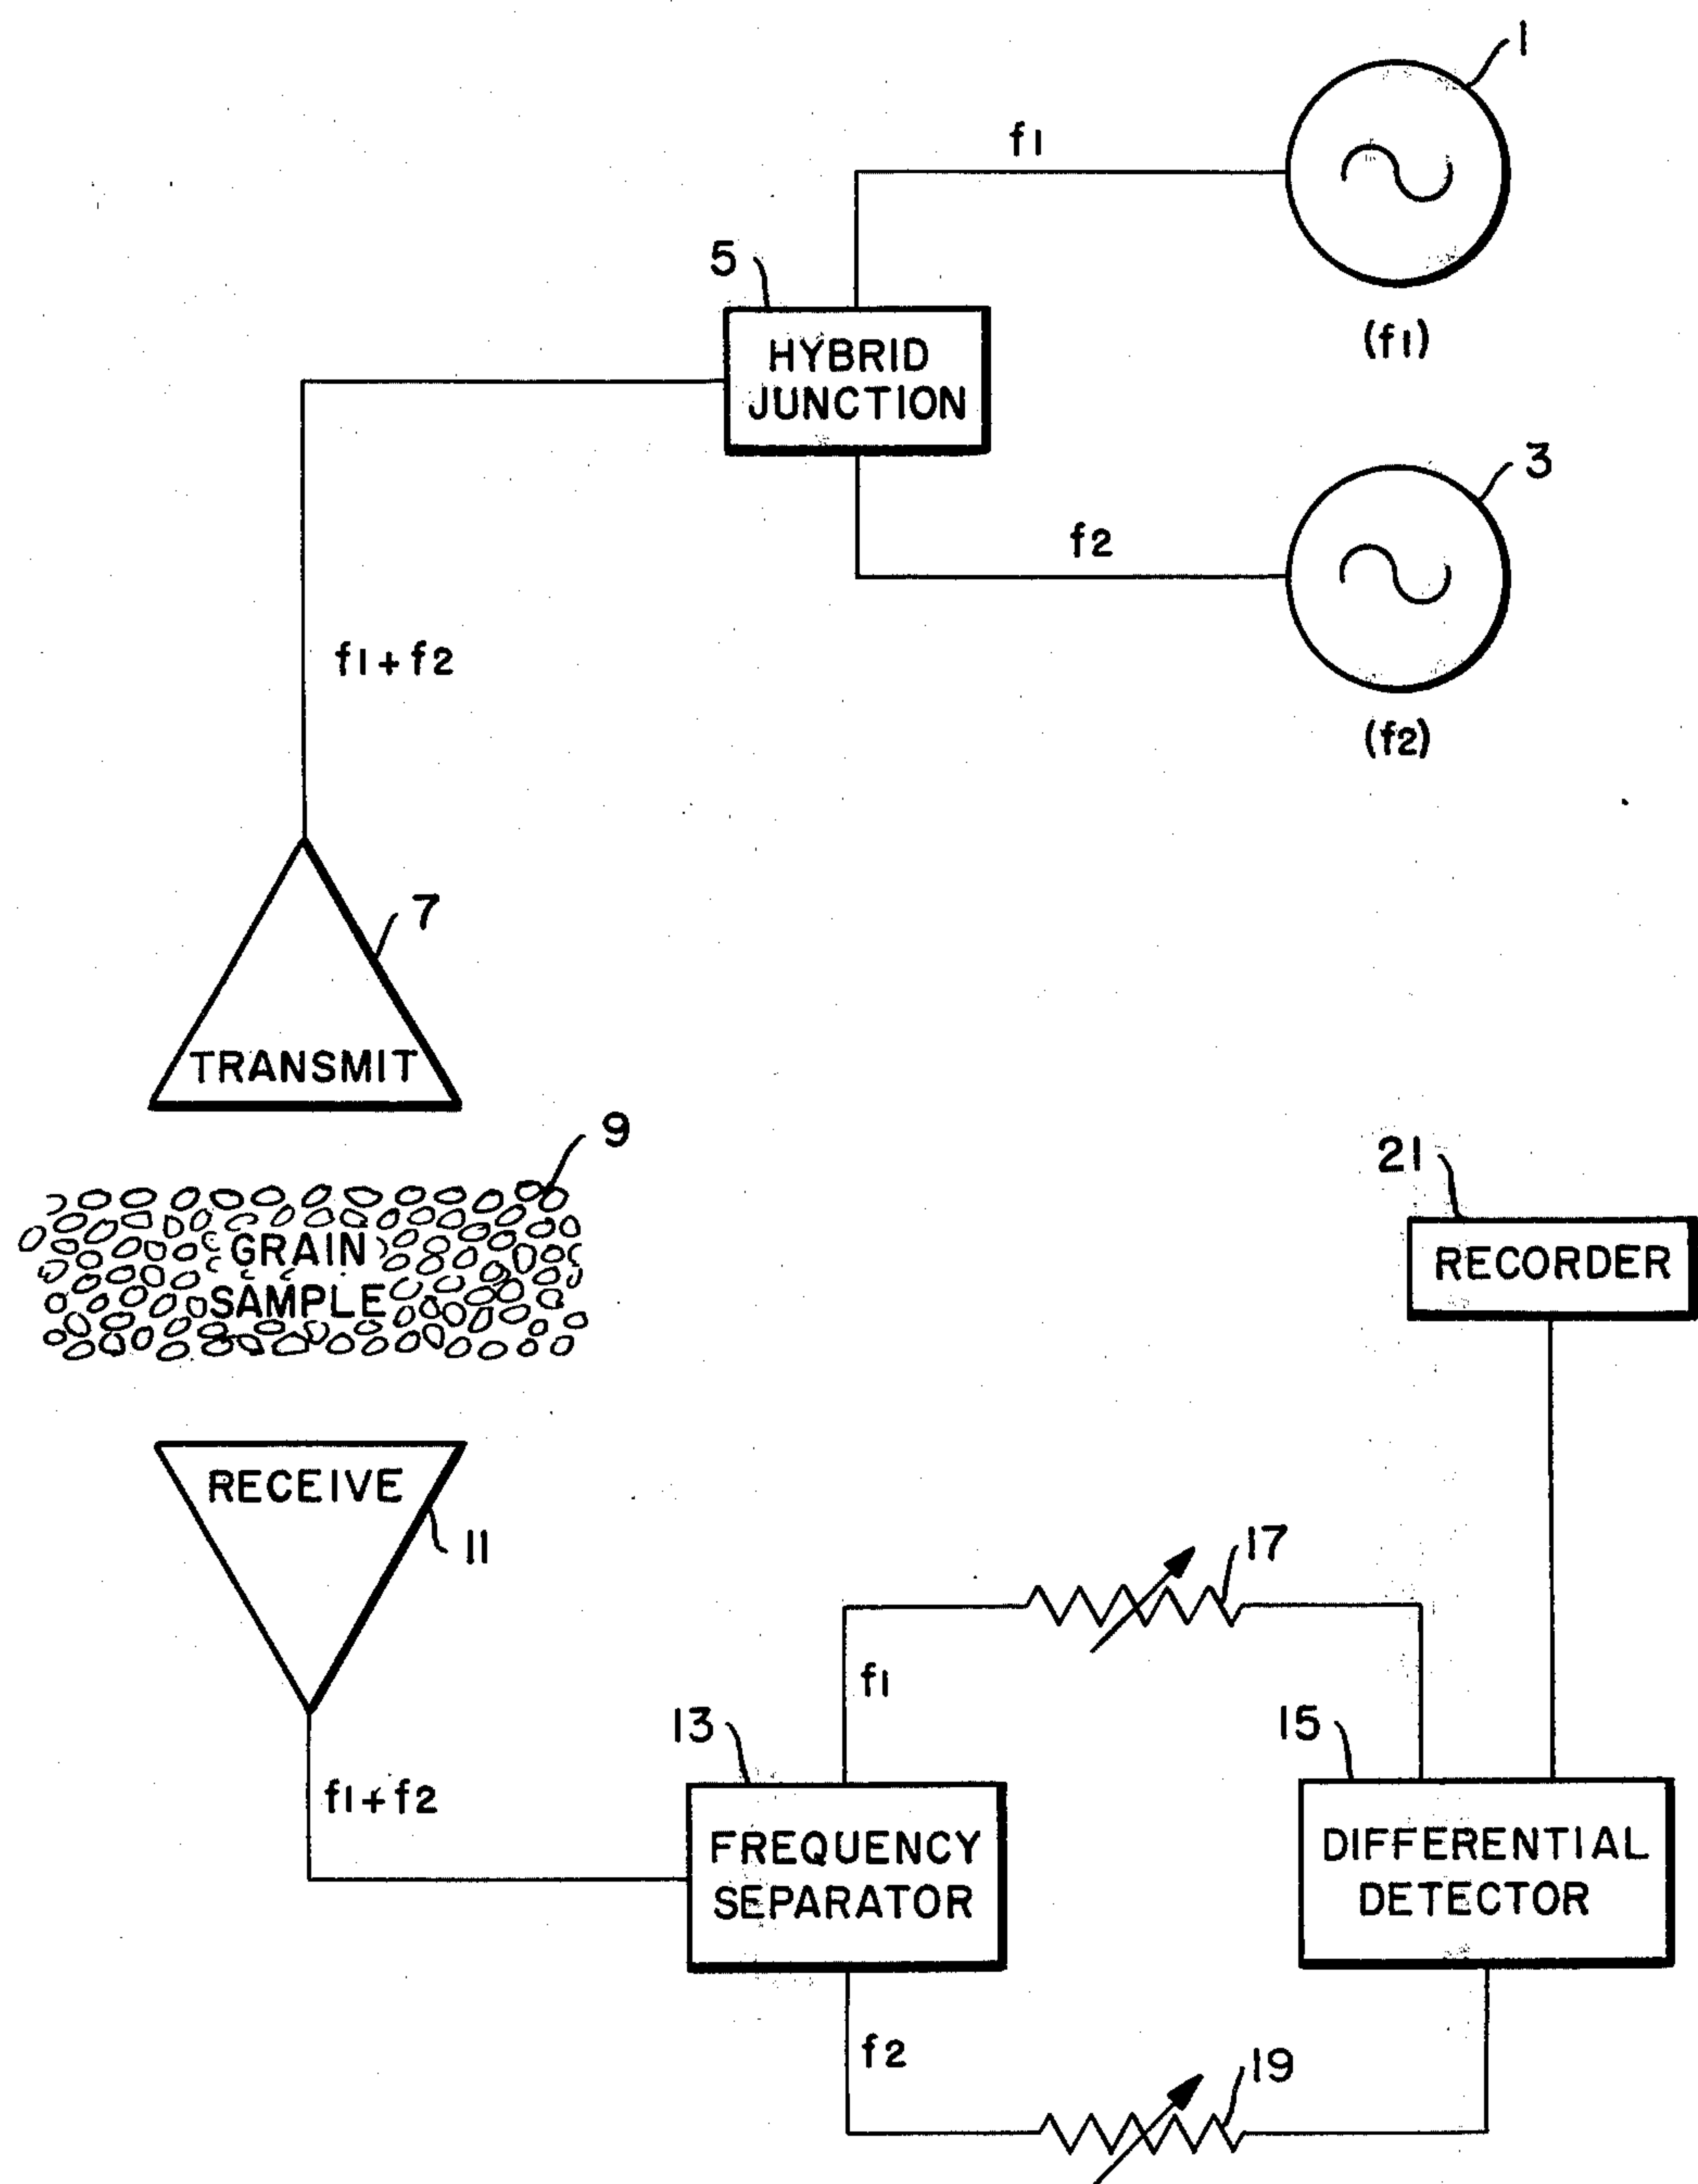 1
f1
5
HYBRID
JUNCTION
(f1)
3
f2
f1+f2
(f2)
7
TRANSMIT
9
21
GRAIN
RECORDER
SAMPLE
RECEIVE
11
17
f1
13
15
f1+f2
FREQUENCY
SEPARATOR
DIFFERENTIAL
DETECTOR
f2
19